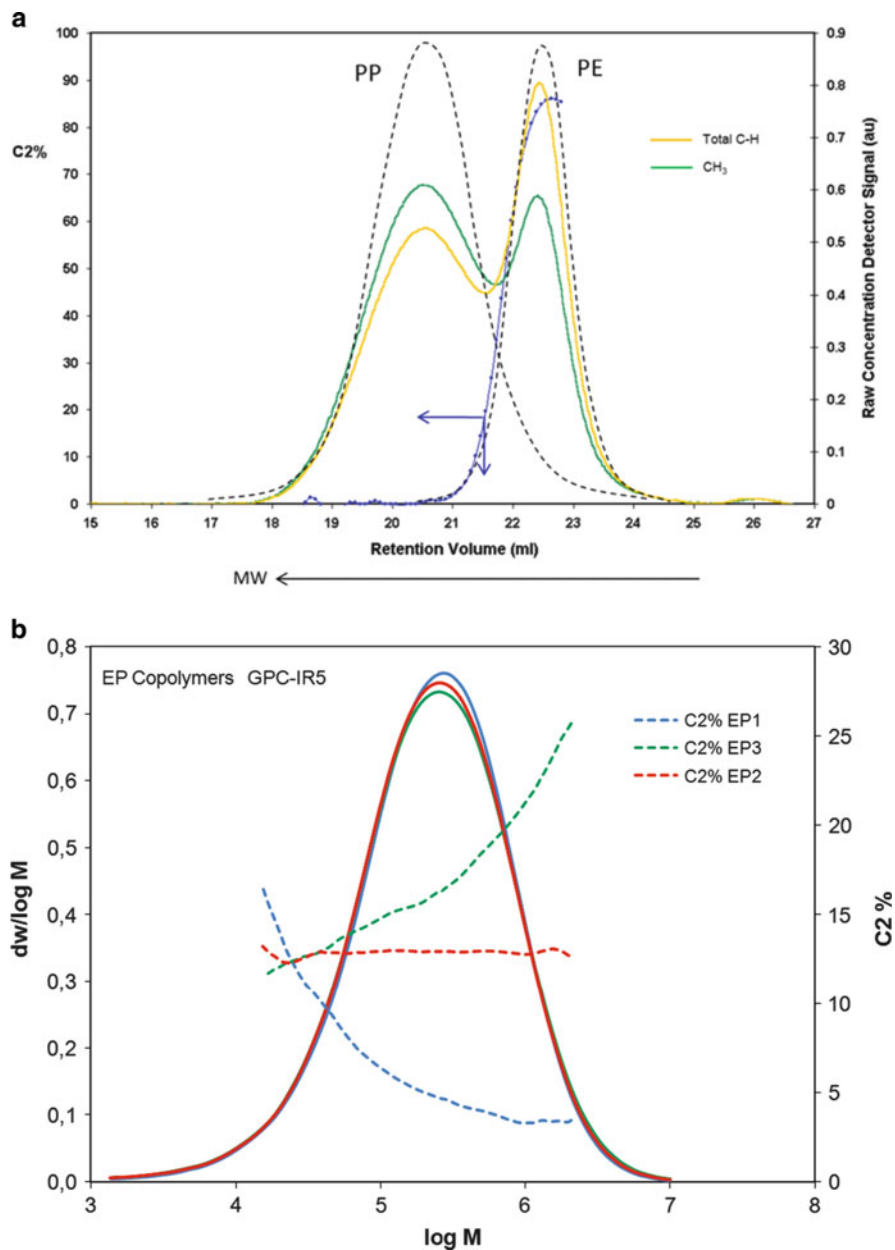 a
PP
PE
Total C-H
CH₃
C2%
100
90
80
70
60
50
40
30
20
10
0
0.9
0.8
0.7
0.6
0.5
0.4
0.3
0.2
0.1
0
Raw Concentration Detector Signal (au)
15 16 17 18 19 20 21 22 23 24 25 26 27
Retention Volume (ml)
MW
b
EP Copolymers GPC-IR5
C2% EP1
C2% EP3
C2% EP2
dw/log M
0,8
0,7
0,6
0,5
0,4
0,3
0,2
0,1
0,0
30
25
20
15
10
5
0
C2 %
3 4 5 6 7 8
log M